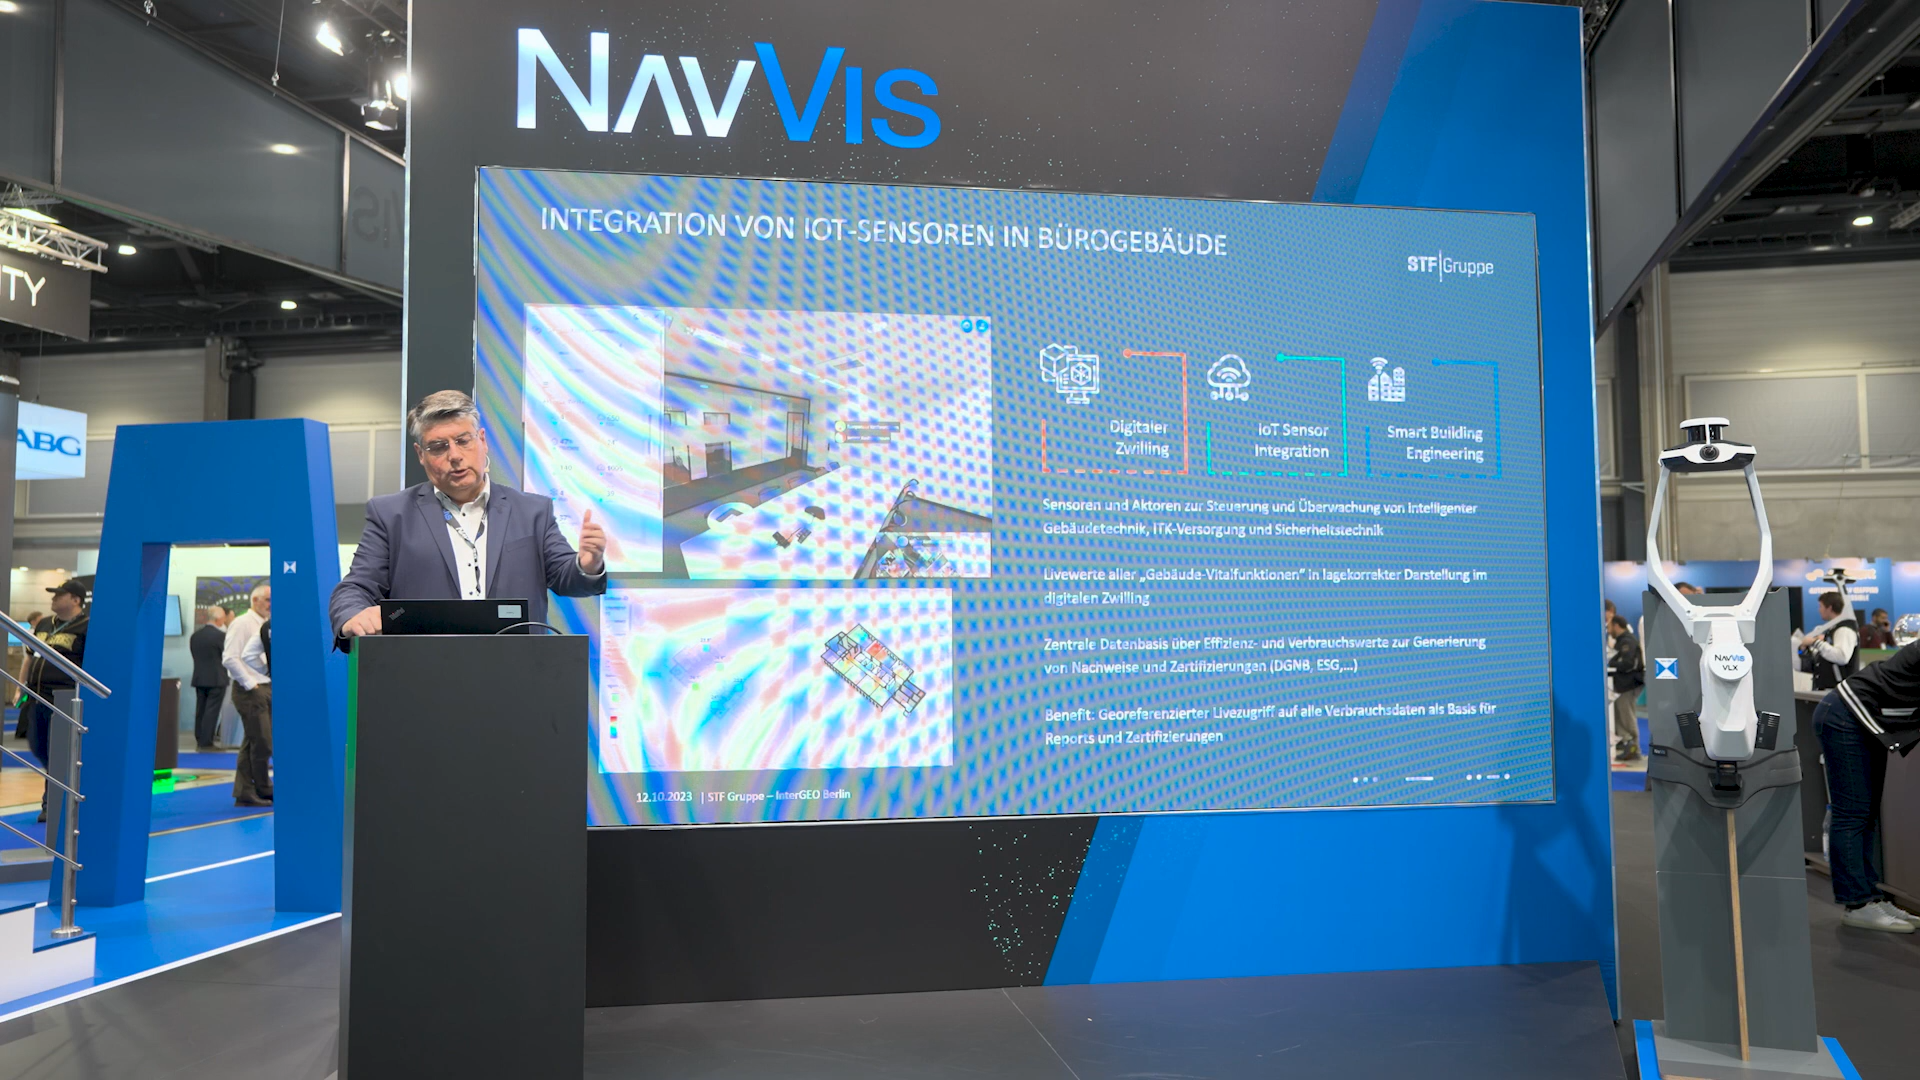 NAVVIS
INTEGRATION VON IOT-SENSOREN IN BÜROGEBÄUDE
STF|Gruppe
Digitaler
Zwilling
IoT Sensor
Integration
Smart Building
Engineering
Sensoren und Aktoren zur Steuerung und Überwachung von Intelligenter
Gebäudetechnik, ITK-Versorgung und Sicherheitstechnik
Livewerte aller „Gebäude-Vitalfunktionen" in lagekorrekter Darstellung im
digitalen Zwilling
Zentrale Datenbasis über Effizienz- und Verbrauchswerte zur Generierung
von Nachweise und Zertifizierungen (DGNB, ESG,...)
Benefit: Georeferenzierter Livezugriff auf alle Verbrauchsdaten als Basis für
Reports und Zertifizierungen
12.10.2023 | STF Gruppe – InterGEO Berlin
ITY
ABG
NAVVIS
VLX